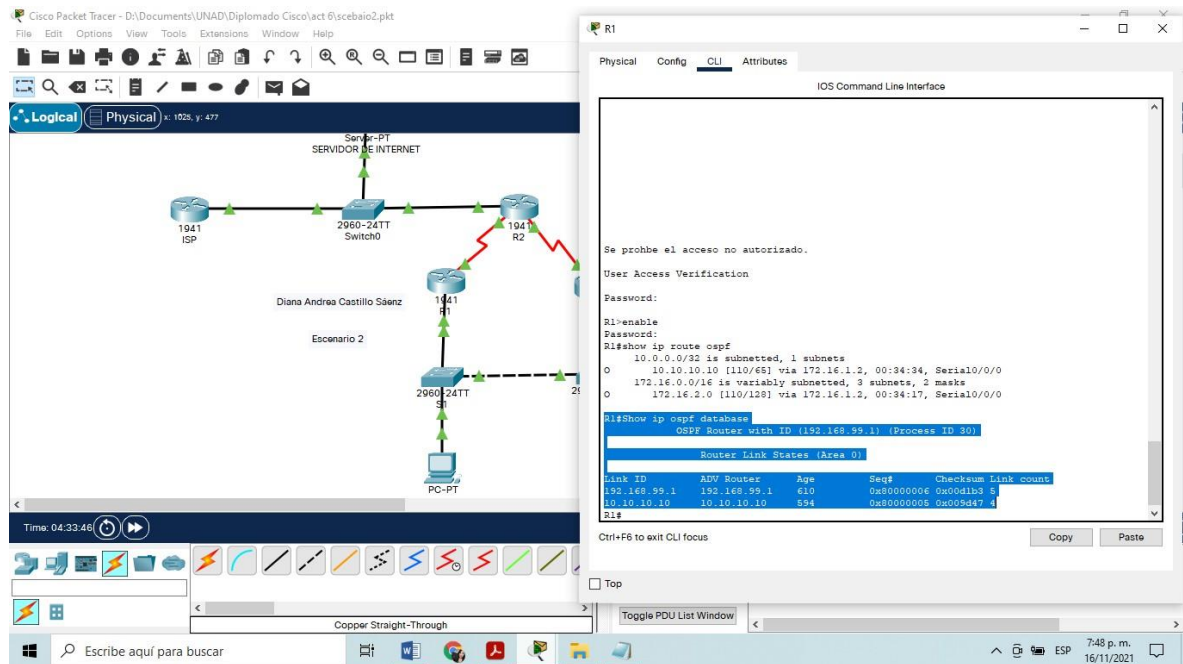 Cisco Packet Tracer - D:\Documents\UNAD\Diplomado Cisco\act 6\scebaio2.pkt
File Edit Options View Tools Extensions Window Help
Logical Physical x: 1025, y: 477
Server-PT
SERVIDOR DE INTERNET
1941
ISP
2960-24TT
Switch0
1941
R2
Diana Andrea Castillo Sáenz
1941
R1
Escenario 2
2960-24TT
S1
29
PC-PT
Time: 04:33:46
Copper Straight-Through
R1
Physical Config CLI Attributes
IOS Command Line Interface
Se prohbe el acceso no autorizado.
User Access Verification
Password:
R1>enable
Password:
R1#show ip route ospf
10.0.0.0/32 is subnetted, 1 subnets
O 10.10.10.10 [110/65] via 172.16.1.2, 00:34:34, Serial0/0/0
172.16.0.0/16 is variably subnetted, 3 subnets, 2 masks
O 172.16.2.0 [110/128] via 172.16.1.2, 00:34:17, Serial0/0/0
R1#Show ip ospf database
OSPF Router with ID (192.168.99.1) (Process ID 30)
Router Link States (Area 0)
Link ID ADV Router Age Seq# Checksum Link count
192.168.99.1 192.168.99.1 610 0x80000006 0x00d1b3 5
10.10.10.10 10.10.10.10 594 0x80000005 0x009d47 4
R1#
Ctrl+F6 to exit CLI focus
Copy Paste
Top
Toggle PDU List Window
Escribe aquí para buscar
ESP
7:48 p. m.
16/11/2021